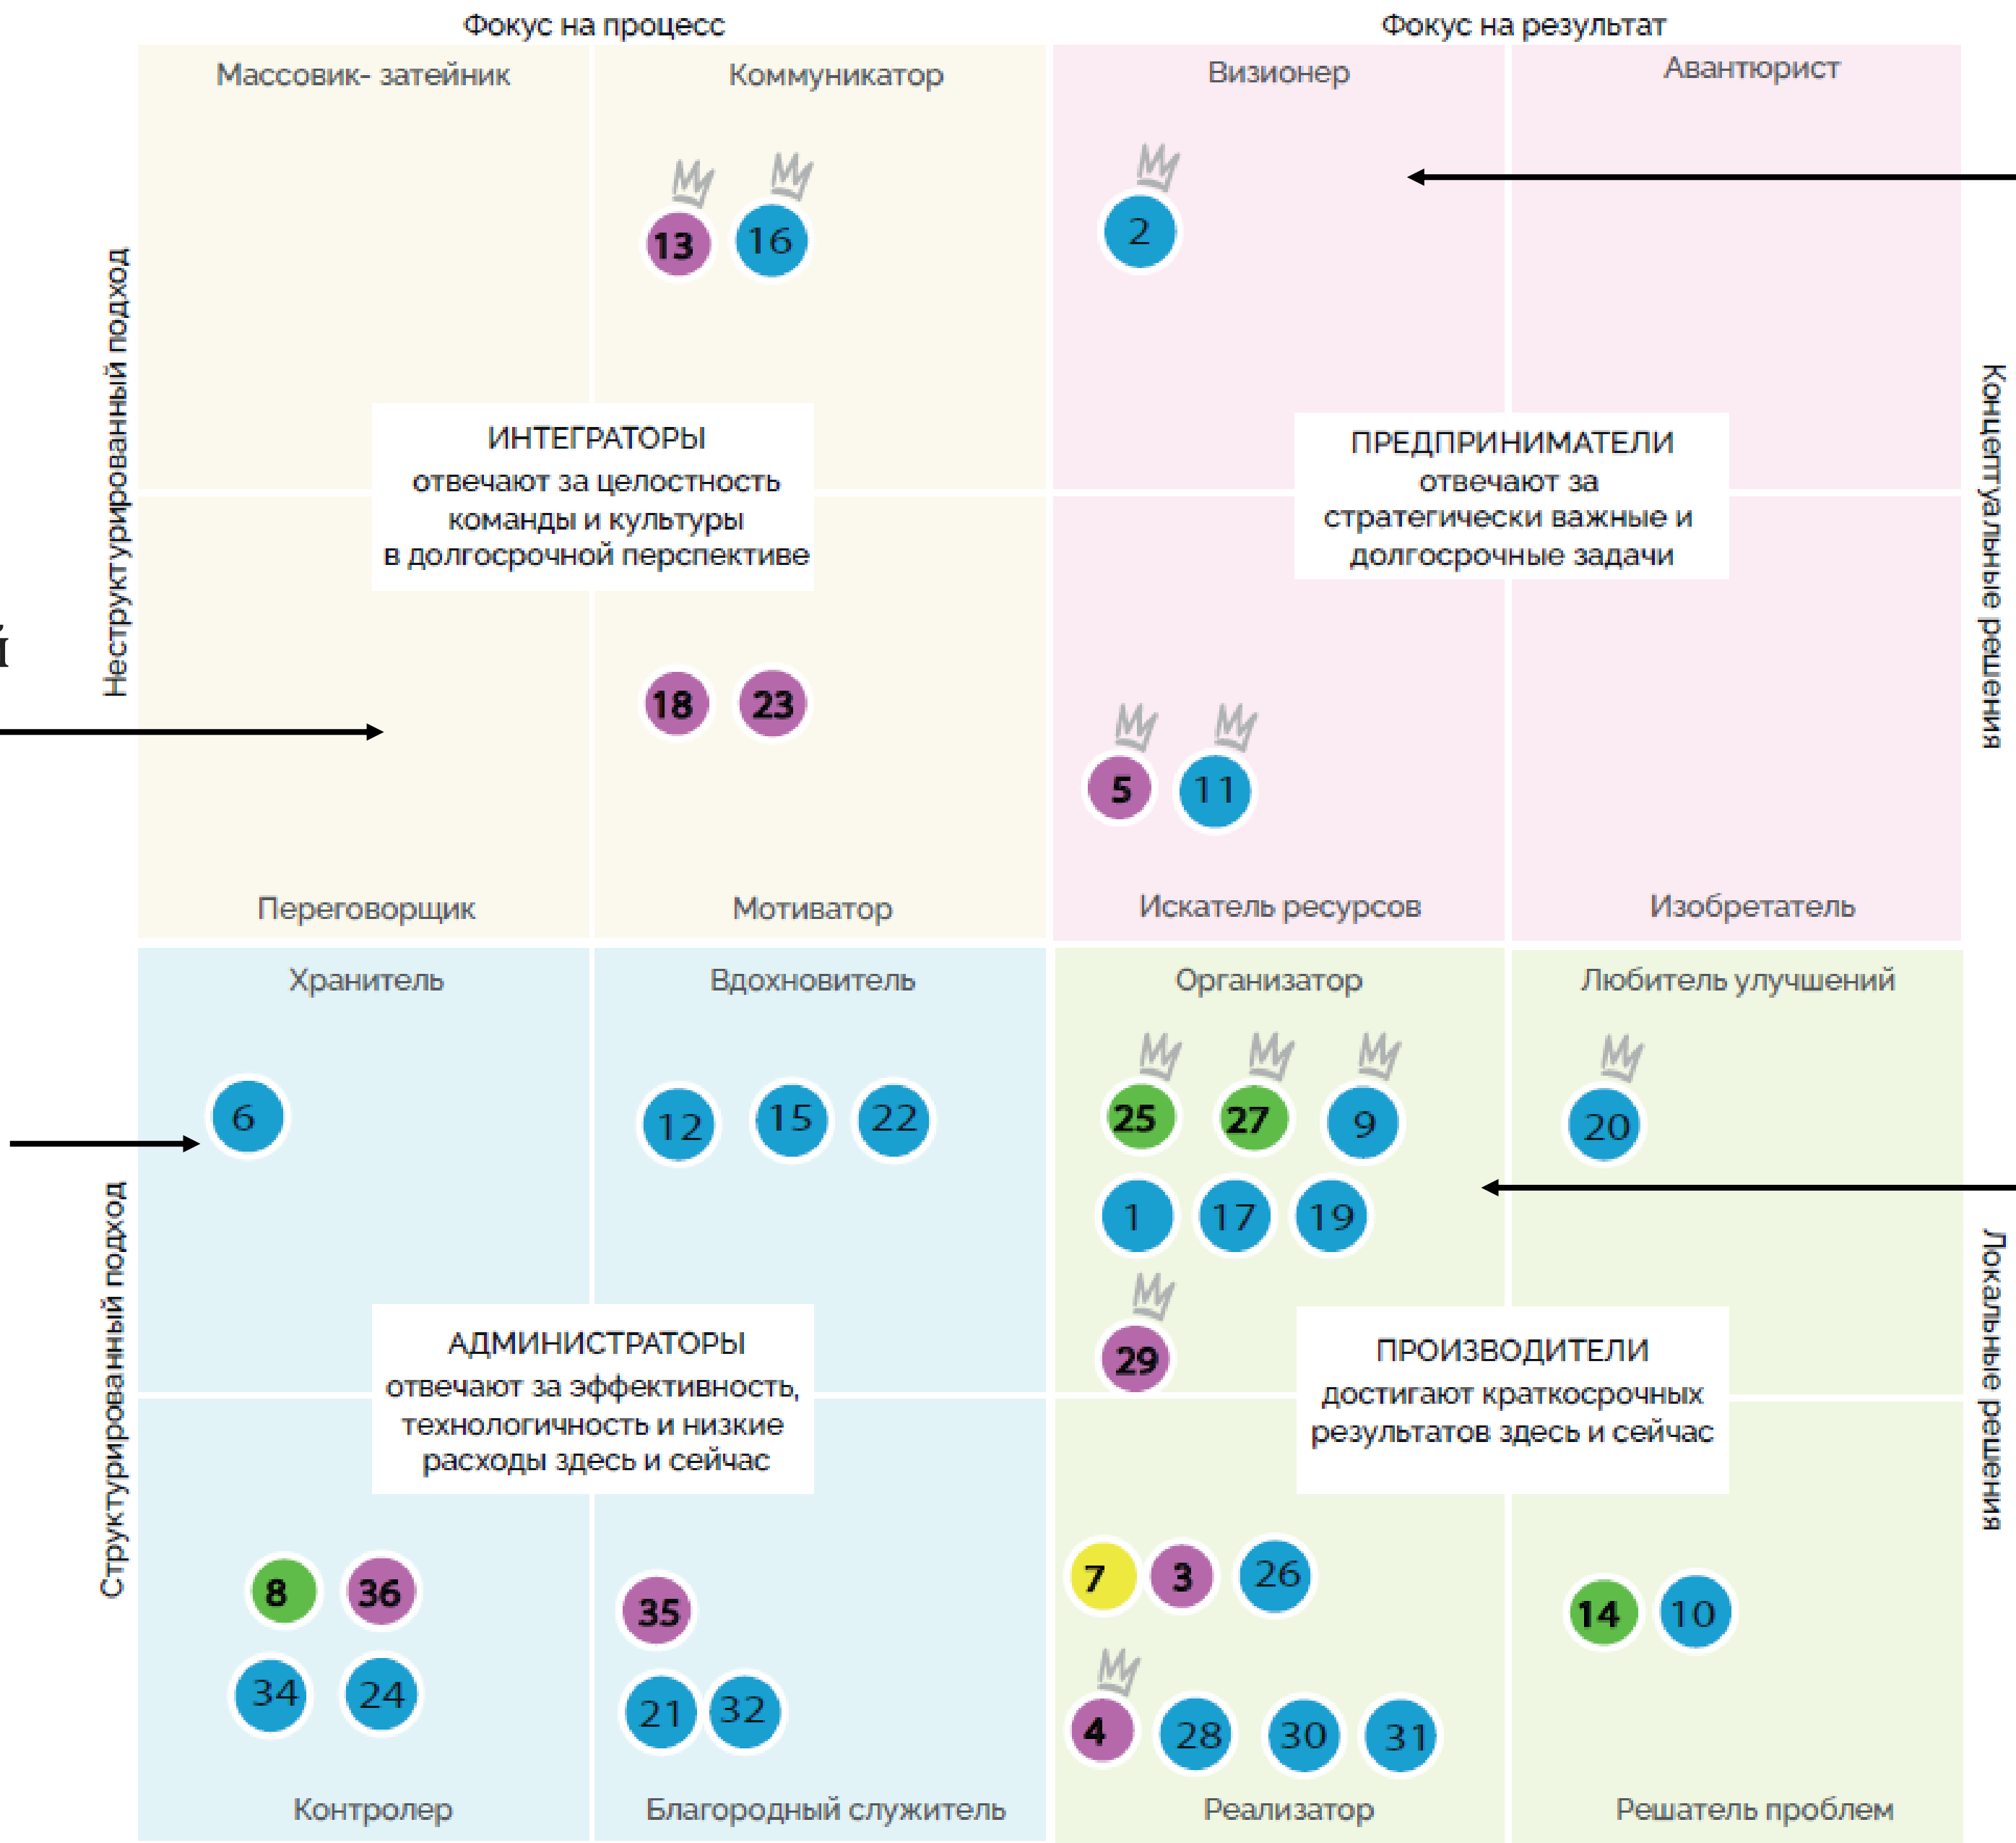 Фокус на процесс
Фокус на результат
Массовик- затейник
Коммуникатор
Визионер
Авантюрист
13
16
2
Неструктурированный подход
Концептуальные решения
ИНТЕГРАТОРЫ
отвечают за целостность
команды и культуры
в долгосрочной перспективе
ПРЕДПРИНИМАТЕЛИ
отвечают за
стратегически важные и
долгосрочные задачи
й
18
23
5
11
Переговорщик
Мотиватор
Искатель ресурсов
Изобретатель
Хранитель
Вдохновитель
Организатор
Любитель улучшений
6
12
15
22
25
27
9
20
1
17
19
29
Структурированный подход
Локальные решения
АДМИНИСТРАТОРЫ
отвечают за эффективность,
технологичность и низкие
расходы здесь и сейчас
ПРОИЗВОДИТЕЛИ
достигают краткосрочных
результатов здесь и сейчас
8
36
35
7
3
26
14
10
34
24
21
32
4
28
30
31
Контролер
Благородный служитель
Реализатор
Решатель проблем